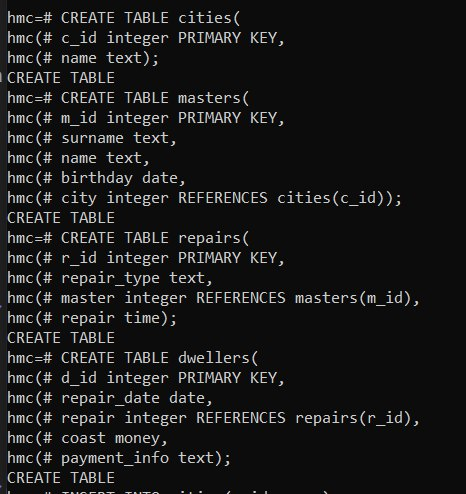 hmc=# CREATE TABLE cities(
hmc(# c_id integer PRIMARY KEY,
hmc(# name text);
CREATE TABLE
hmc=# CREATE TABLE masters(
hmc(# m_id integer PRIMARY KEY,
hmc(# surname text,
hmc(# name text,
hmc(# birthday date,
hmc(# city integer REFERENCES cities(c_id));
CREATE TABLE
hmc=# CREATE TABLE repairs(
hmc(# r_id integer PRIMARY KEY,
hmc(# repair_type text,
hmc(# master integer REFERENCES masters(m_id),
hmc(# repair time);
CREATE TABLE
hmc=# CREATE TABLE dwellers(
hmc(# d_id integer PRIMARY KEY,
hmc(# repair_date date,
hmc(# repair integer REFERENCES repairs(r_id),
hmc(# coast money,
hmc(# payment_info text);
CREATE TABLE